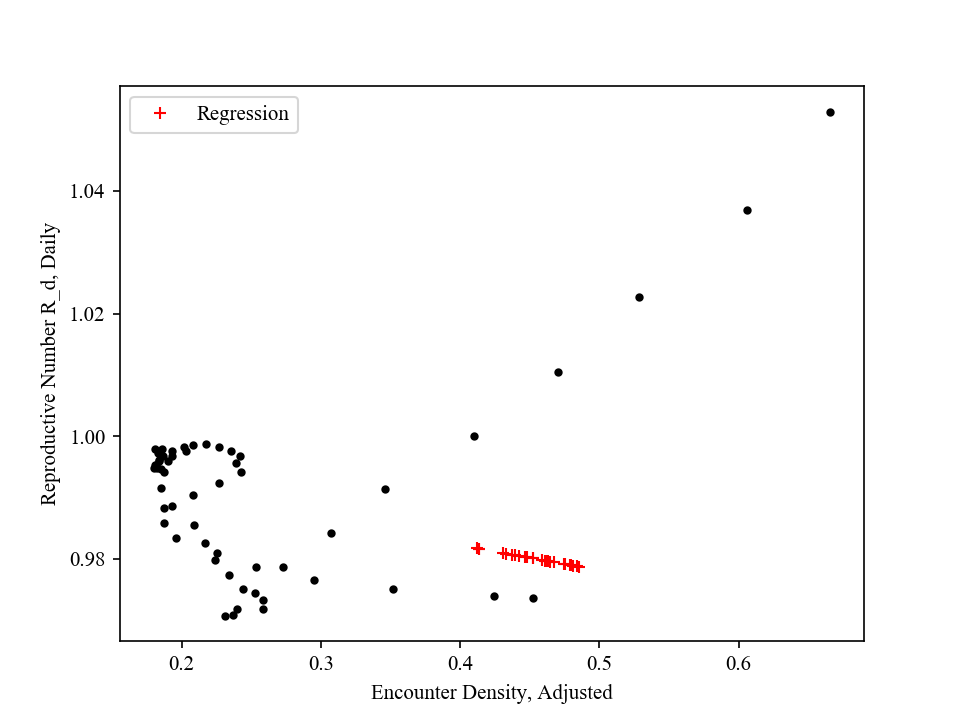 Regression
Reproductive Number R_d, Daily
1.04
1.02
1.00
0.98
0.2 0.3 0.4 0.5 0.6
Encounter Density, Adjusted